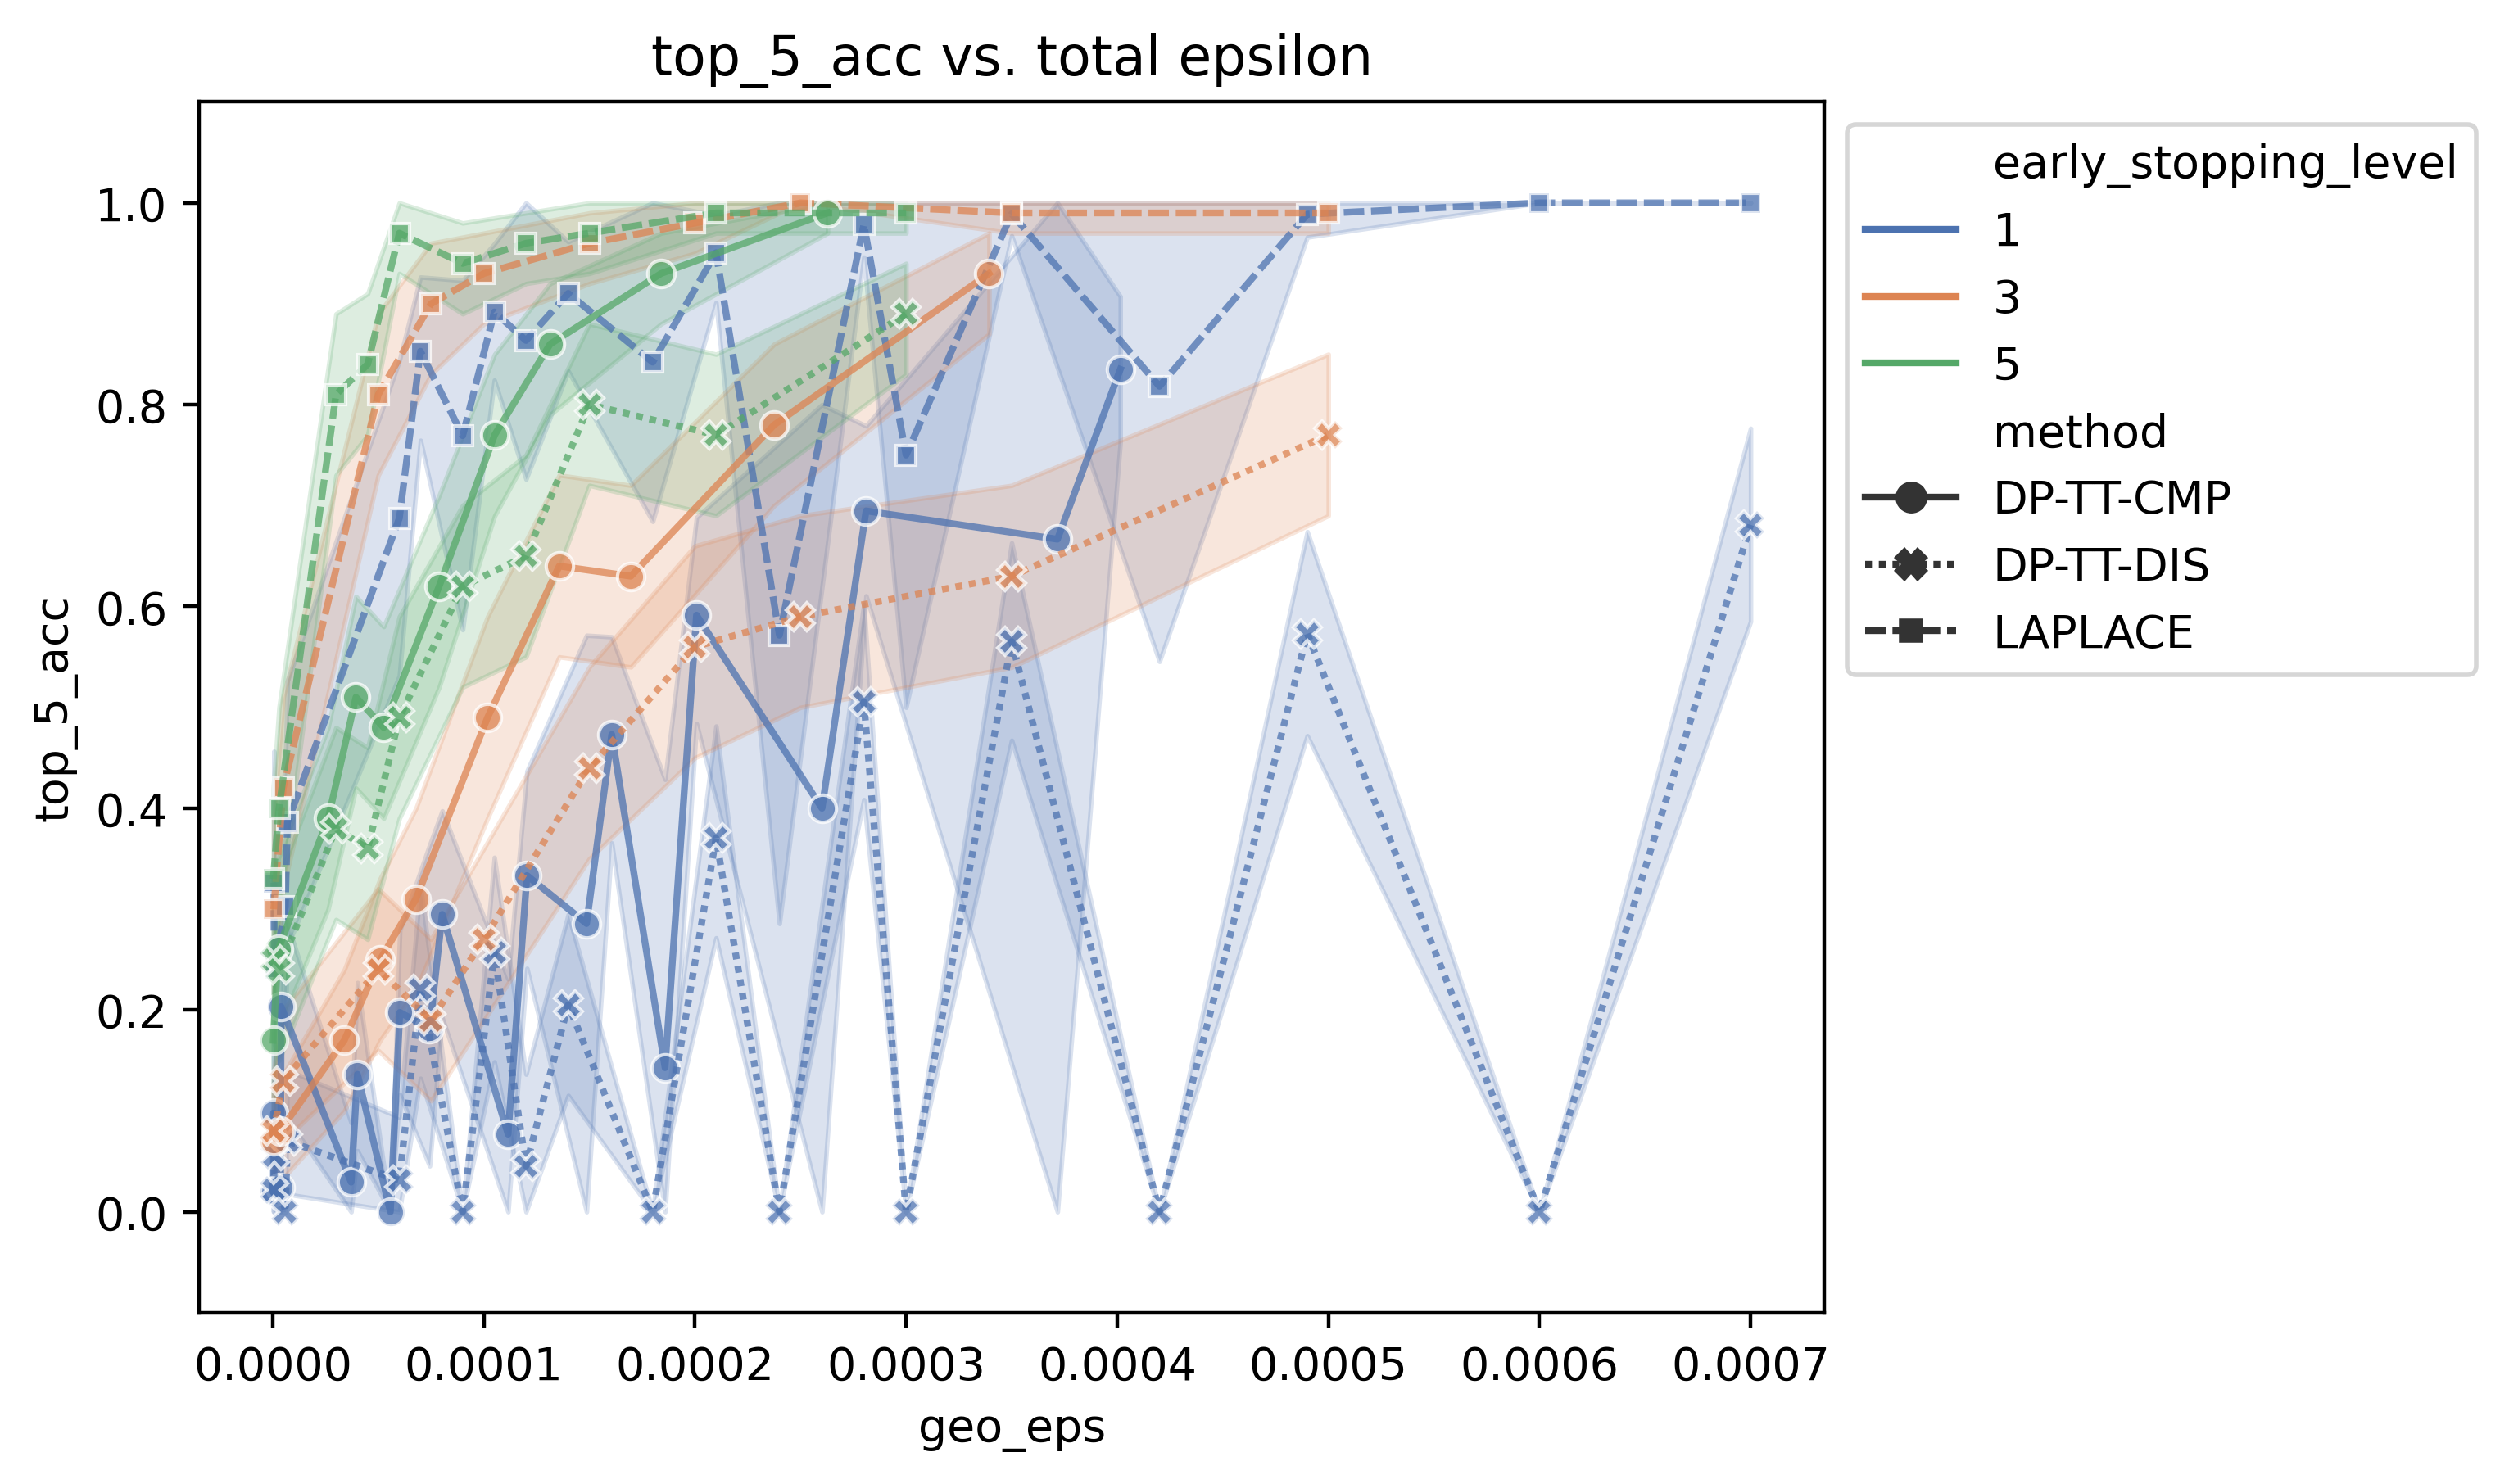 top_5_acc vs. total epsilon
top_5_acc
1.0
0.8
0.6
0.4
0.2
0.0
0.0000 0.0001 0.0002 0.0003 0.0004 0.0005 0.0006 0.0007
geo_eps
early_stopping_level
1
3
5
method
DP-TT-CMP
DP-TT-DIS
LAPLACE